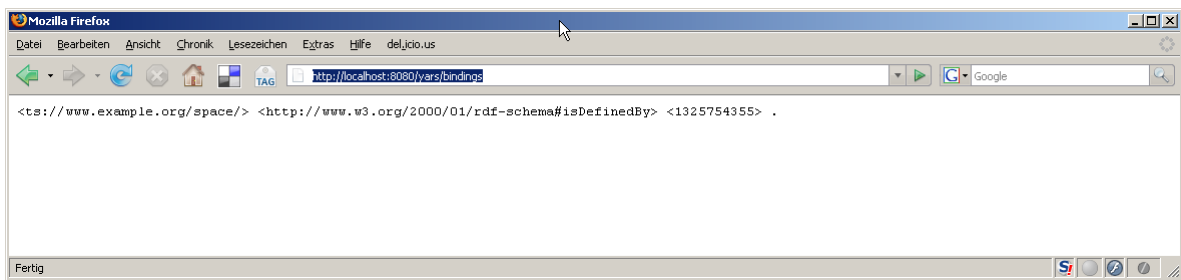 Mozilla Firefox
Datei Bearbeiten Ansicht Chronik Lesezeichen Extras Hilfe del.icio.us
TAG http://localhost:8080/yars/bindings G Google
<ts://www.example.org/space/> <http://www.w3.org/2000/01/rdf-schema#isDefinedBy> <1325754355> .
Fertig S!